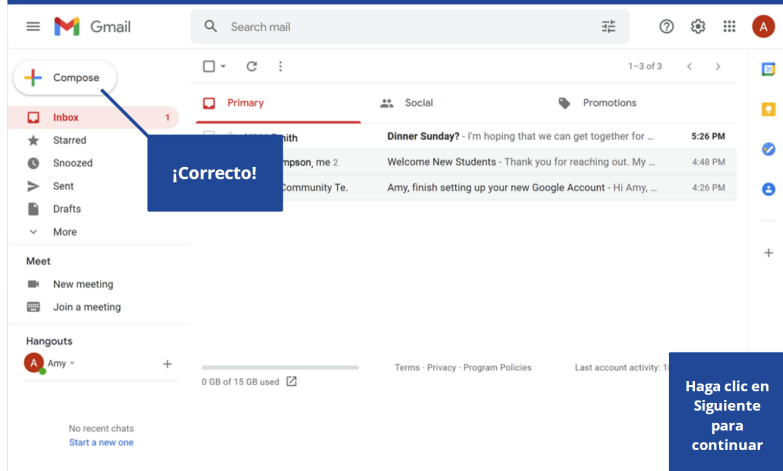 Gmail
Search mail
A
Compose
1–3 of 3
31
Primary
Social
Promotions
Inbox 1
Starred
Snoozed
Sent
Drafts
More
¡Correcto!
Dinner Sunday? - I'm hoping that we can get together for ... 5:26 PM
me 2 Welcome New Students - Thank you for reaching out. My ... 4:48 PM
Community Te. Amy, finish setting up your new Google Account - Hi Amy, ... 4:26 PM
Meet
New meeting
Join a meeting
Hangouts
A Amy
No recent chats
Start a new one
0 GB of 15 GB used
Terms · Privacy · Program Policies
Last account activity:
Haga clic en
Siguiente
para
continuar